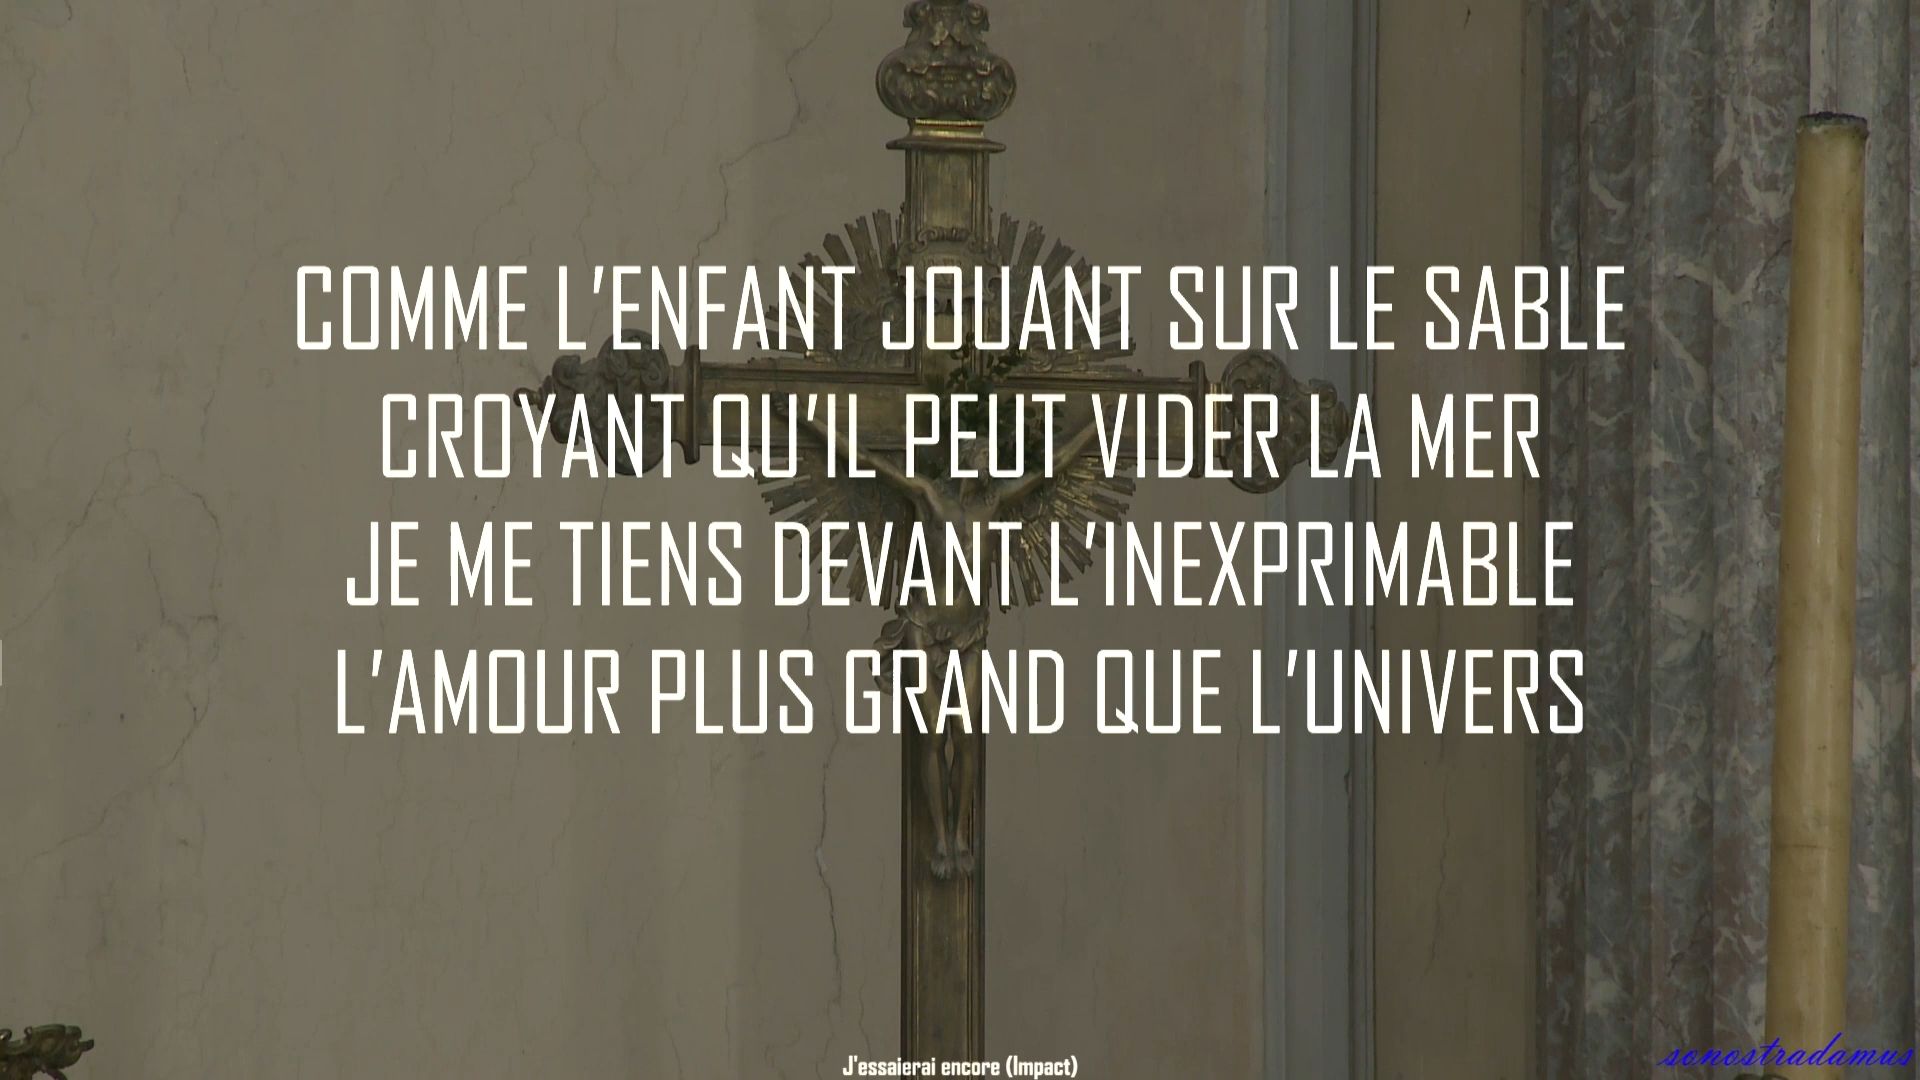 COMME L'ENFANT JOUANT SUR LE SABLE
CROYANT QU'IL PEUT VIDER LA MER
JE ME TIENS DEVANT L'INEXPRIMABLE
L'AMOUR PLUS GRAND QUE L'UNIVERS
J'essaierai encore (Impact)
sonostradamus